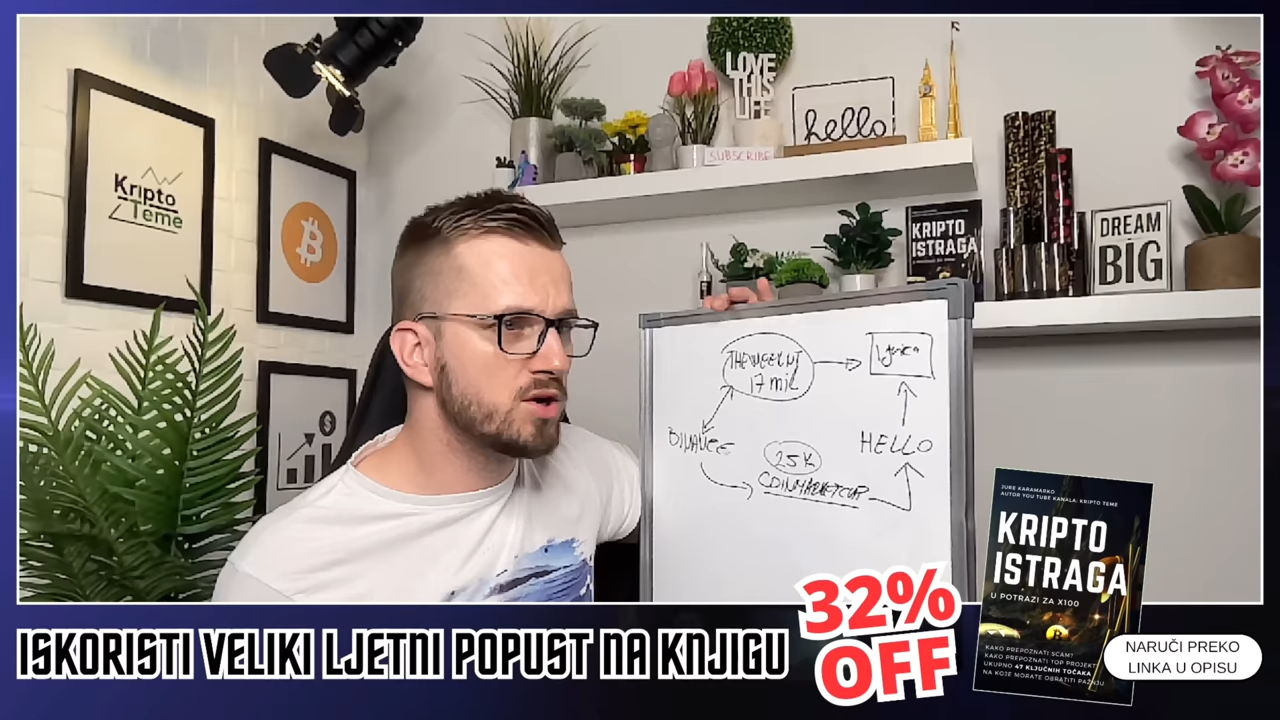 Kripto
Teme
LOVE
THIS
LIFE
hello
SUBSCRIBE
KRIPTO
ISTRAGA
DREAM
BIG
THEWEEKND
17 mil
BINANCE
25K
COINMARKETCAP
HELLO
JURE KARAMARKO
AUTOR YOU TUBE KANALA: KRIPTO TEME
KRIPTO
ISTRAGA
U POTRAZI ZA X100
KAKO PREPOZNATI SCAM?
KAKO PREPOZNATI TOP PROJEKT
UKUPNO 47 KLJUČNIH TOČAKA
NA KOJE MORATE OBRATITI PAŽNJU
ISKORISTI VELIKI LJETNI POPUST NA KNJIGU
32%
OFF
NARUČI PREKO
LINKA U OPISU